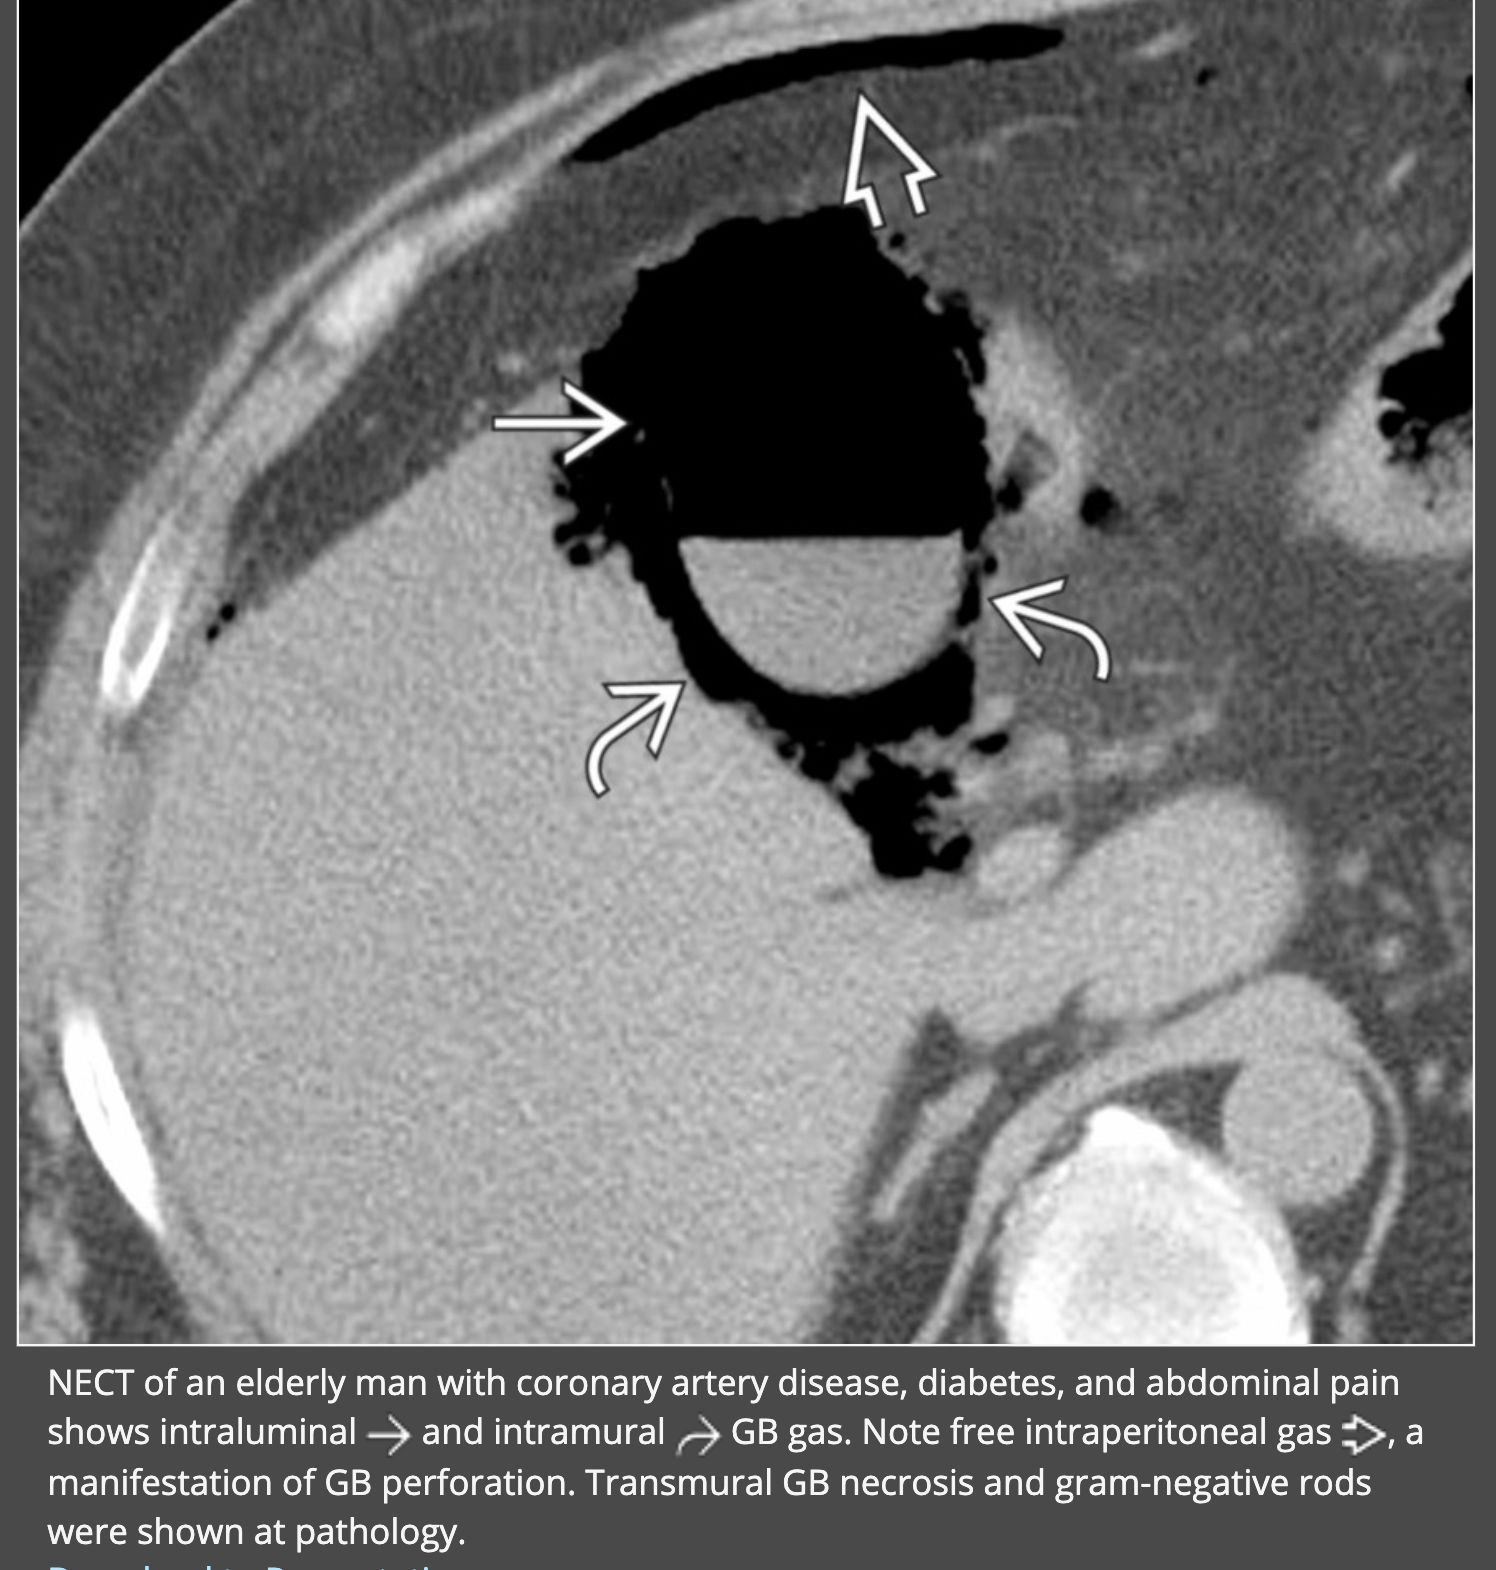 NECT of an elderly man with coronary artery disease, diabetes, and abdominal pain
shows intraluminal → and intramural ↷ GB gas. Note free intraperitoneal gas ⇨, a
manifestation of GB perforation. Transmural GB necrosis and gram-negative rods
were shown at pathology.